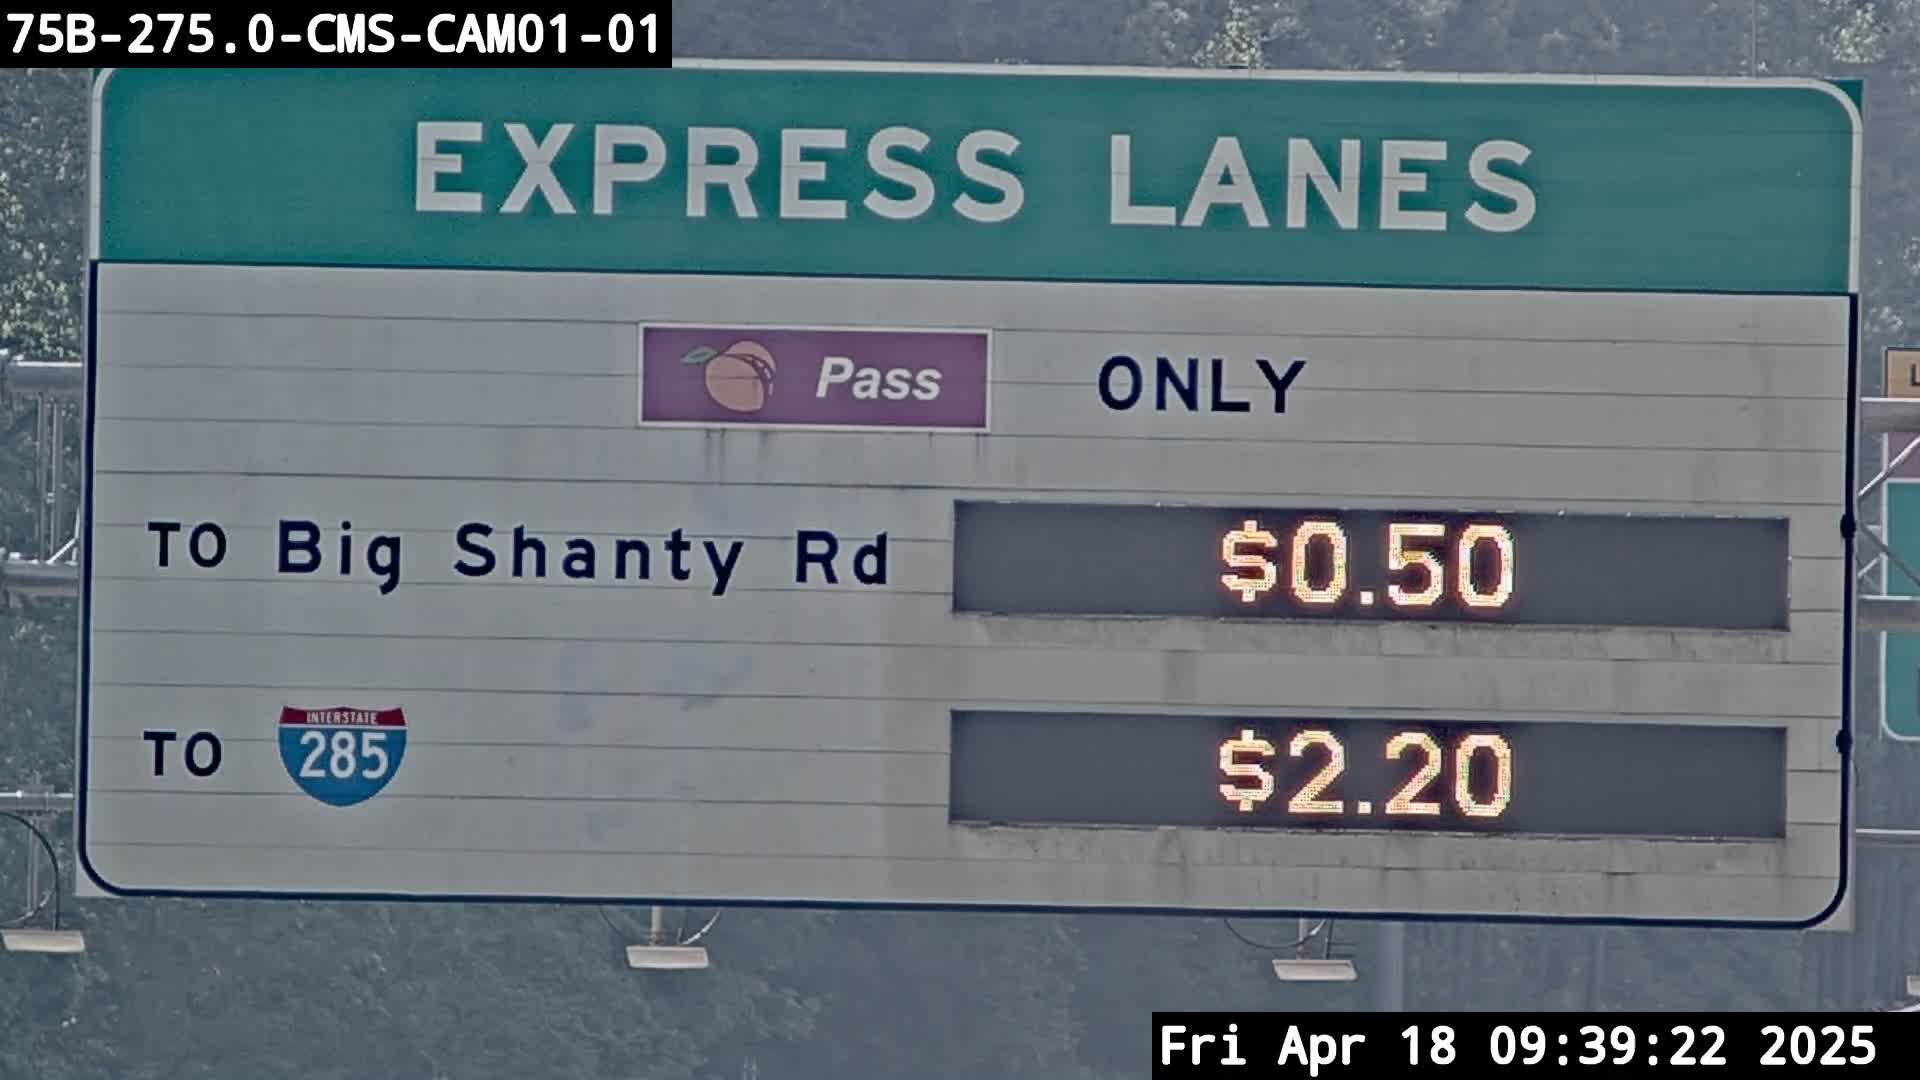 75B-275.0-CMS-CAM01-01
EXPRESS LANES
Pass ONLY
TO Big Shanty Rd $0.50
TO INTERSTATE 285 $2.20
Fri Apr 18 09:39:22 2025